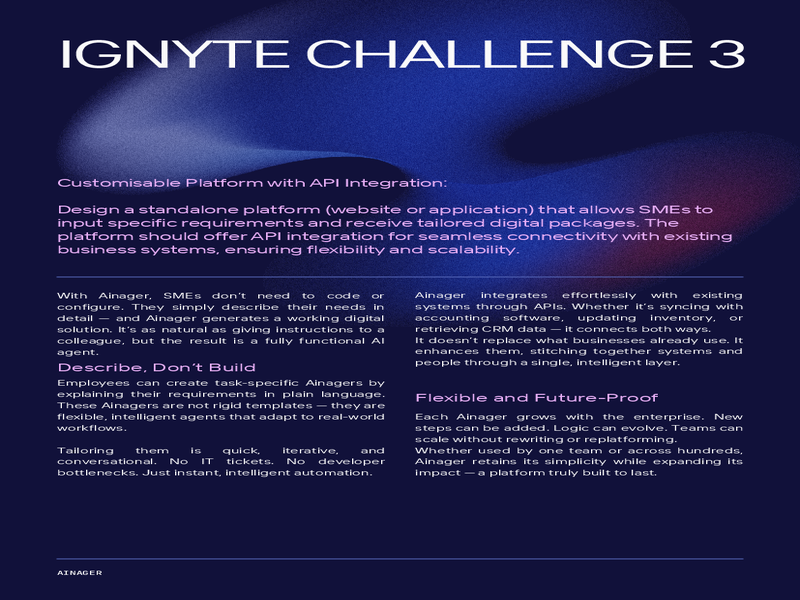 IGNYTE CHALLENGE 3
Customisable Platform with API Integration:
Design a standalone platform (website or application) that allows SMEs to
input specific requirements and receive tailored digital packages. The
platform should offer API integration for seamless connectivity with existing
business systems, ensuring flexibility and scalability.
With Ainager, SMEs don't need to code or
configure. They simply describe their needs in
detail — and Ainager generates a working digital
solution. It's as natural as giving instructions to a
colleague, but the result is a fully functional AI
agent.
Describe, Don't Build
Employees can create task-specific Ainagers by
explaining their requirements in plain language.
These Ainagers are not rigid templates — they are
flexible, intelligent agents that adapt to real-world
workflows.
Tailoring them is quick, iterative, and
conversational. No IT tickets. No developer
bottlenecks. Just instant, intelligent automation.
Ainager integrates effortlessly with existing
systems through APIs. Whether it's syncing with
accounting software, updating inventory, or
retrieving CRM data — it connects both ways.
It doesn't replace what businesses already use. It
enhances them, stitching together systems and
people through a single, intelligent layer.
Flexible and Future-Proof
Each Ainager grows with the enterprise. New
steps can be added. Logic can evolve. Teams can
scale without rewriting or replatforming.
Whether used by one team or across hundreds,
Ainager retains its simplicity while expanding its
impact — a platform truly built to last.
AINAGER